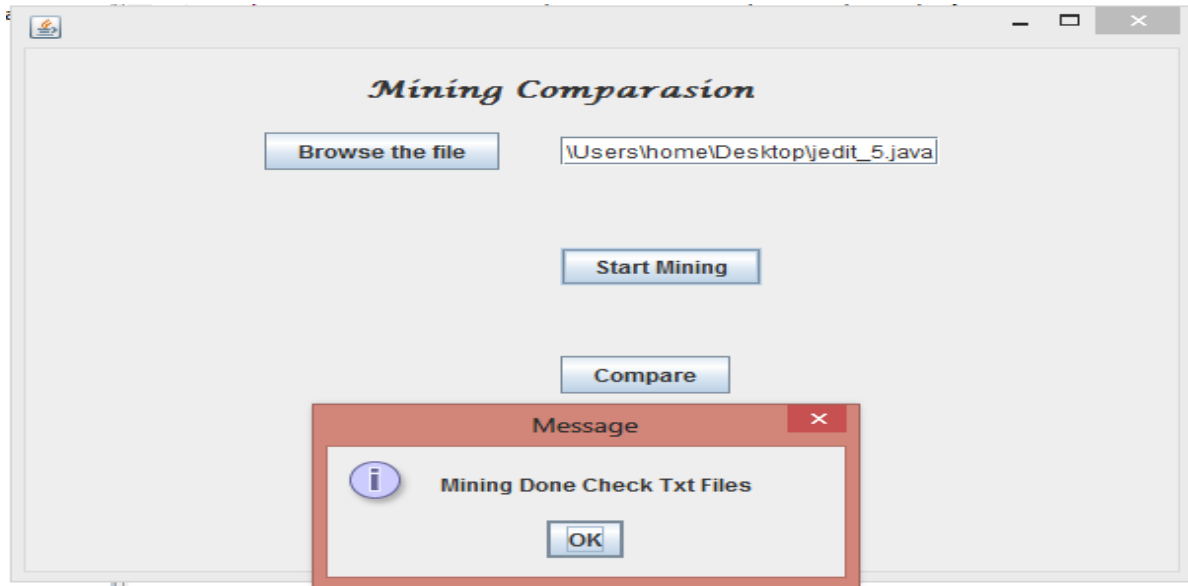 Mining Comparasion
Browse the file
\Users\home\Desktop\jedit_5.java
Start Mining
Compare
Message
Mining Done Check Txt Files
OK